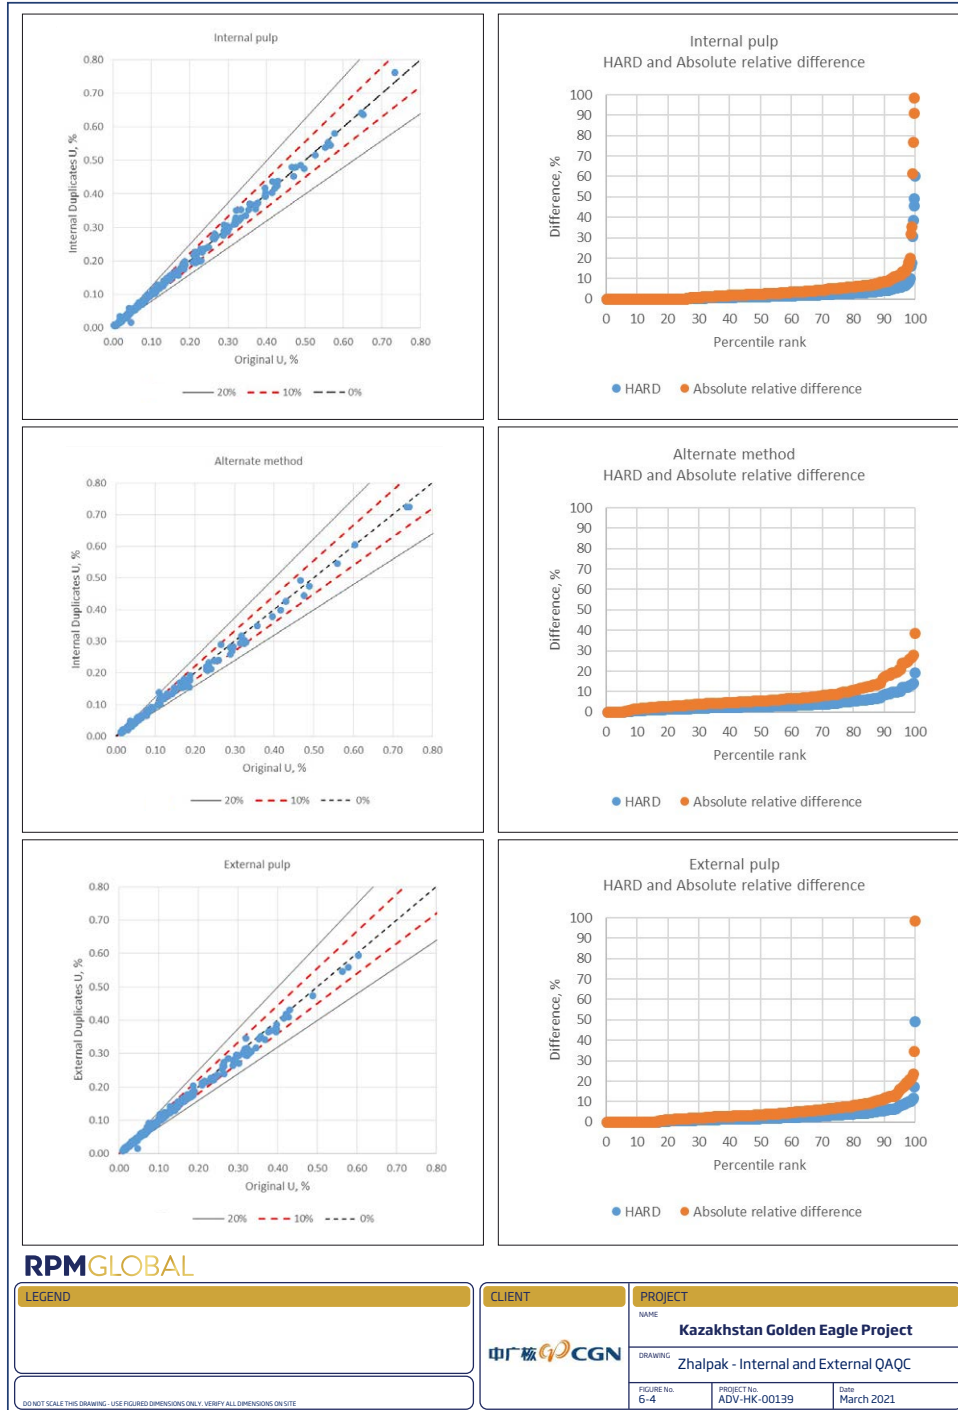 Internal pulp
Internal Duplicates U, %
0.80
0.70
0.60
0.50
0.40
0.30
0.20
0.10
0.00
0.00 0.10 0.20 0.30 0.40 0.50 0.60 0.70 0.80
Original U, %
20% 10% 0%
Internal pulp
HARD and Absolute relative difference
Difference, %
100
90
80
70
60
50
40
30
20
10
0
0 10 20 30 40 50 60 70 80 90 100
Percentile rank
HARD Absolute relative difference
Alternate method
Internal Duplicates U, %
0.80
0.70
0.60
0.50
0.40
0.30
0.20
0.10
0.00
0.00 0.10 0.20 0.30 0.40 0.50 0.60 0.70 0.80
Original U, %
20% 10% 0%
Alternate method
HARD and Absolute relative difference
Difference, %
100
90
80
70
60
50
40
30
20
10
0
0 10 20 30 40 50 60 70 80 90 100
Percentile rank
HARD Absolute relative difference
External pulp
External Duplicates U, %
0.80
0.70
0.60
0.50
0.40
0.30
0.20
0.10
0.00
0.00 0.10 0.20 0.30 0.40 0.50 0.60 0.70 0.80
Original U, %
20% 10% 0%
External pulp
HARD and Absolute relative difference
Difference, %
100
90
80
70
60
50
40
30
20
10
0
0 10 20 30 40 50 60 70 80 90 100
Percentile rank
HARD Absolute relative difference
RPMGLOBAL
LEGEND
DO NOT SCALE THIS DRAWING - USE FIGURED DIMENSIONS ONLY. VERIFY ALL DIMENSIONS ON SITE
CLIENT
中广核 CGN
PROJECT
NAME
Kazakhstan Golden Eagle Project
DRAWING
Zhalpak - Internal and External QAQC
FIGURE No. PROJECT No. Date
6-4 ADV-HK-00139 March 2021